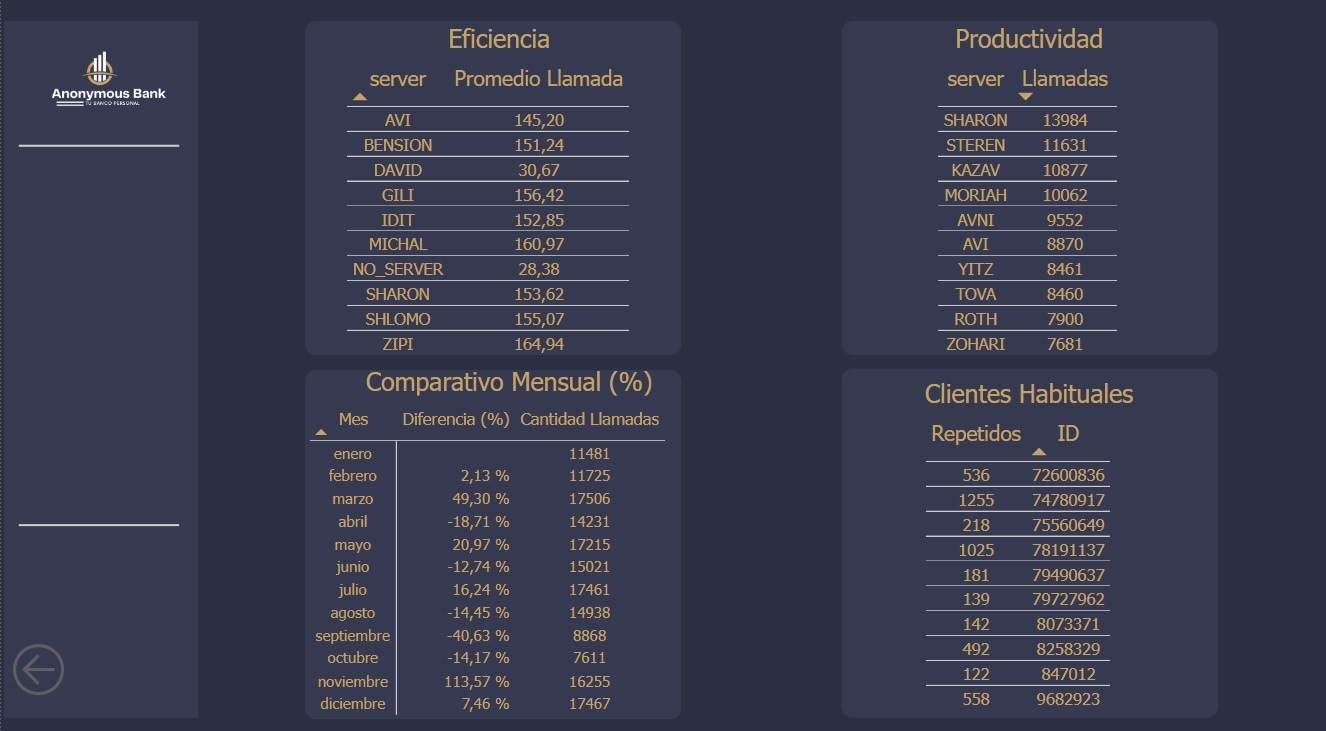 Anonymous Bank
TU BANCO PERSONAL
Eficiencia
server Promedio Llamada
AVI 145,20
BENSION 151,24
DAVID 30,67
GILI 156,42
IDIT 152,85
MICHAL 160,97
NO_SERVER 28,38
SHARON 153,62
SHLOMO 155,07
ZIPI 164,94
Productividad
server Llamadas
SHARON 13984
STEREN 11631
KAZAV 10877
MORIAH 10062
AVNI 9552
AVI 8870
YITZ 8461
TOVA 8460
ROTH 7900
ZOHARI 7681
Comparativo Mensual (%)
Mes Diferencia (%) Cantidad Llamadas
enero 11481
febrero 2,13 % 11725
marzo 49,30 % 17506
abril -18,71 % 14231
mayo 20,97 % 17215
junio -12,74 % 15021
julio 16,24 % 17461
agosto -14,45 % 14938
septiembre -40,63 % 8868
octubre -14,17 % 7611
noviembre 113,57 % 16255
diciembre 7,46 % 17467
Clientes Habituales
Repetidos ID
536 72600836
1255 74780917
218 75560649
1025 78191137
181 79490637
139 79727962
142 8073371
492 8258329
122 847012
558 9682923